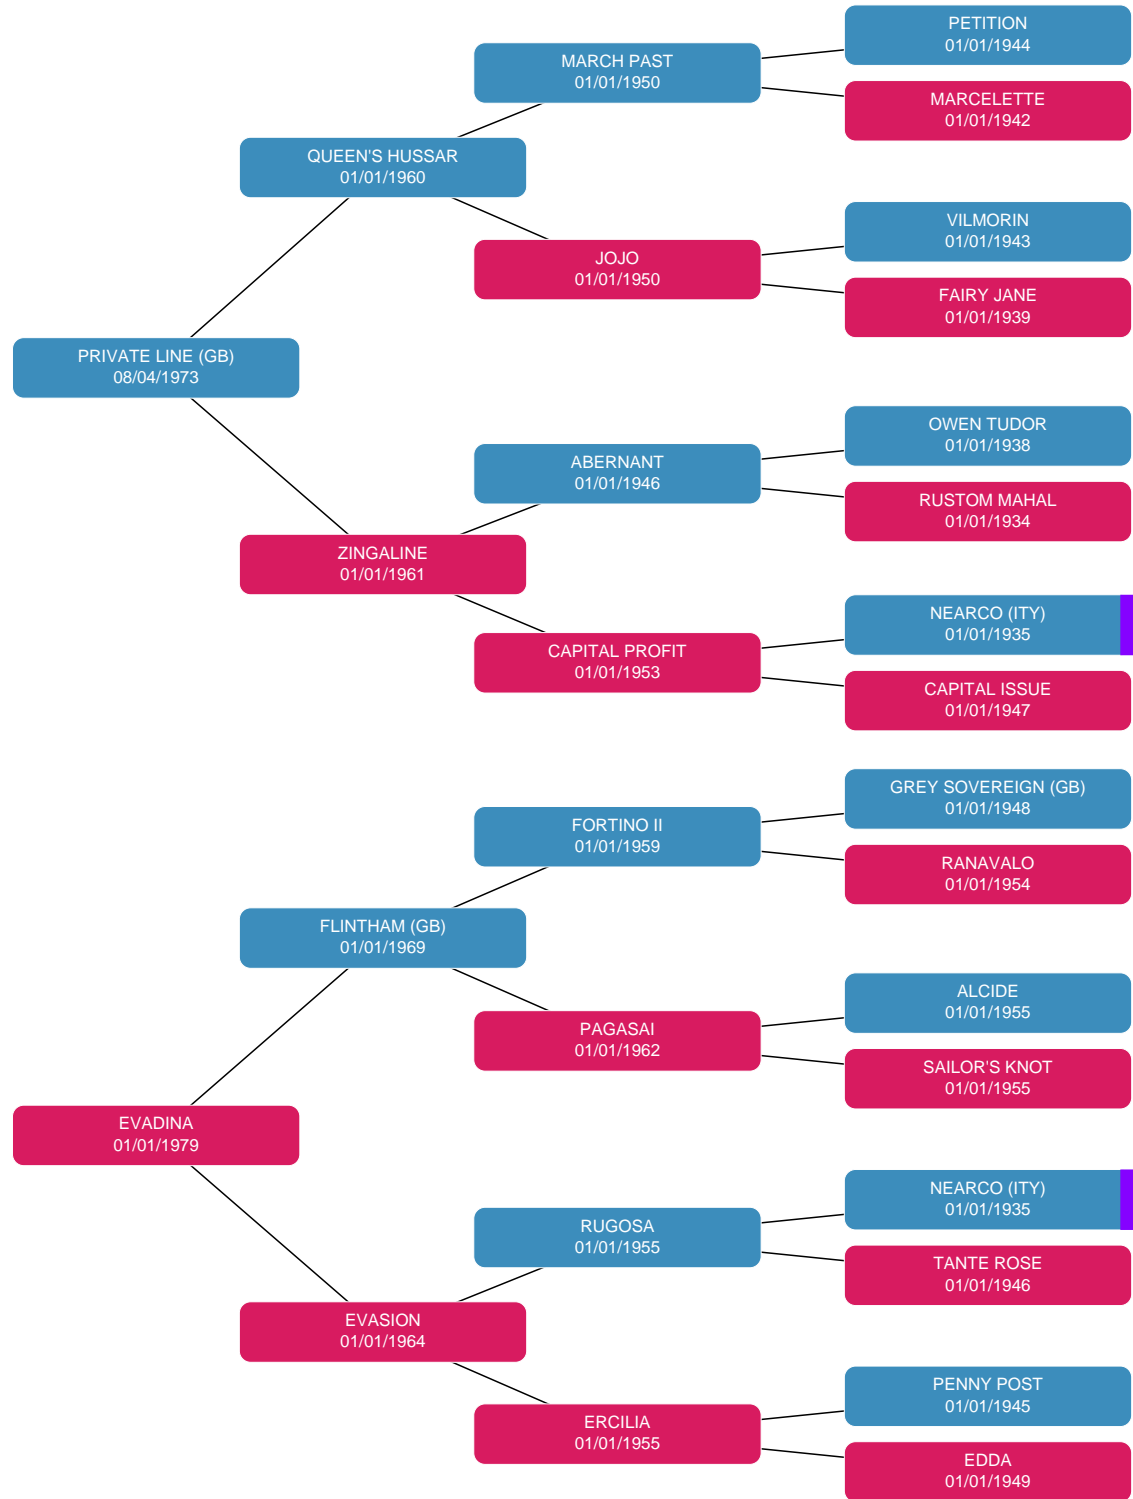 PETITION
01/01/1944
MARCH PAST
01/01/1950
MARCELETTE
01/01/1942
QUEEN'S HUSSAR
01/01/1960
VILMORIN
01/01/1943
JOJO
01/01/1950
FAIRY JANE
01/01/1939
PRIVATE LINE (GB)
08/04/1973
OWEN TUDOR
01/01/1938
ABERNANT
01/01/1946
RUSTOM MAHAL
01/01/1934
ZINGALINE
01/01/1961
NEARCO (ITY)
01/01/1935
CAPITAL PROFIT
01/01/1953
CAPITAL ISSUE
01/01/1947
GREY SOVEREIGN (GB)
01/01/1948
FORTINO II
01/01/1959
RANAVALO
01/01/1954
FLINTHAM (GB)
01/01/1969
ALCIDE
01/01/1955
PAGASAI
01/01/1962
SAILOR'S KNOT
01/01/1955
EVADINA
01/01/1979
NEARCO (ITY)
01/01/1935
RUGOSA
01/01/1955
TANTE ROSE
01/01/1946
EVASION
01/01/1964
PENNY POST
01/01/1945
ERCILIA
01/01/1955
EDDA
01/01/1949